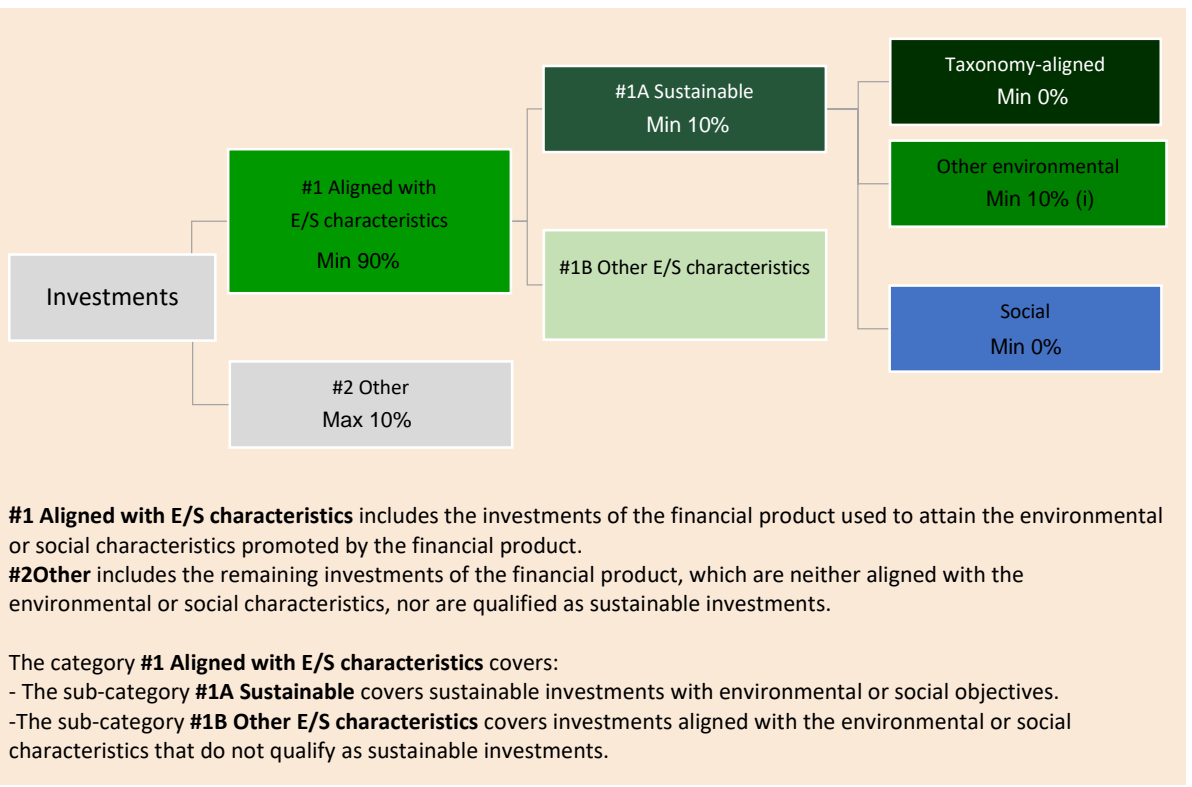 Investments
#1 Aligned with
E/S characteristics
Min 90%
#2 Other
Max 10%
#1A Sustainable
Min 10%
#1B Other E/S characteristics
Taxonomy-aligned
Min 0%
Other environmental
Min 10% (i)
Social
Min 0%
#1 Aligned with E/S characteristics includes the investments of the financial product used to attain the environmental
or social characteristics promoted by the financial product.
#2Other includes the remaining investments of the financial product, which are neither aligned with the
environmental or social characteristics, nor are qualified as sustainable investments.
The category #1 Aligned with E/S characteristics covers:
- The sub-category #1A Sustainable covers sustainable investments with environmental or social objectives.
-The sub-category #1B Other E/S characteristics covers investments aligned with the environmental or social
characteristics that do not qualify as sustainable investments.